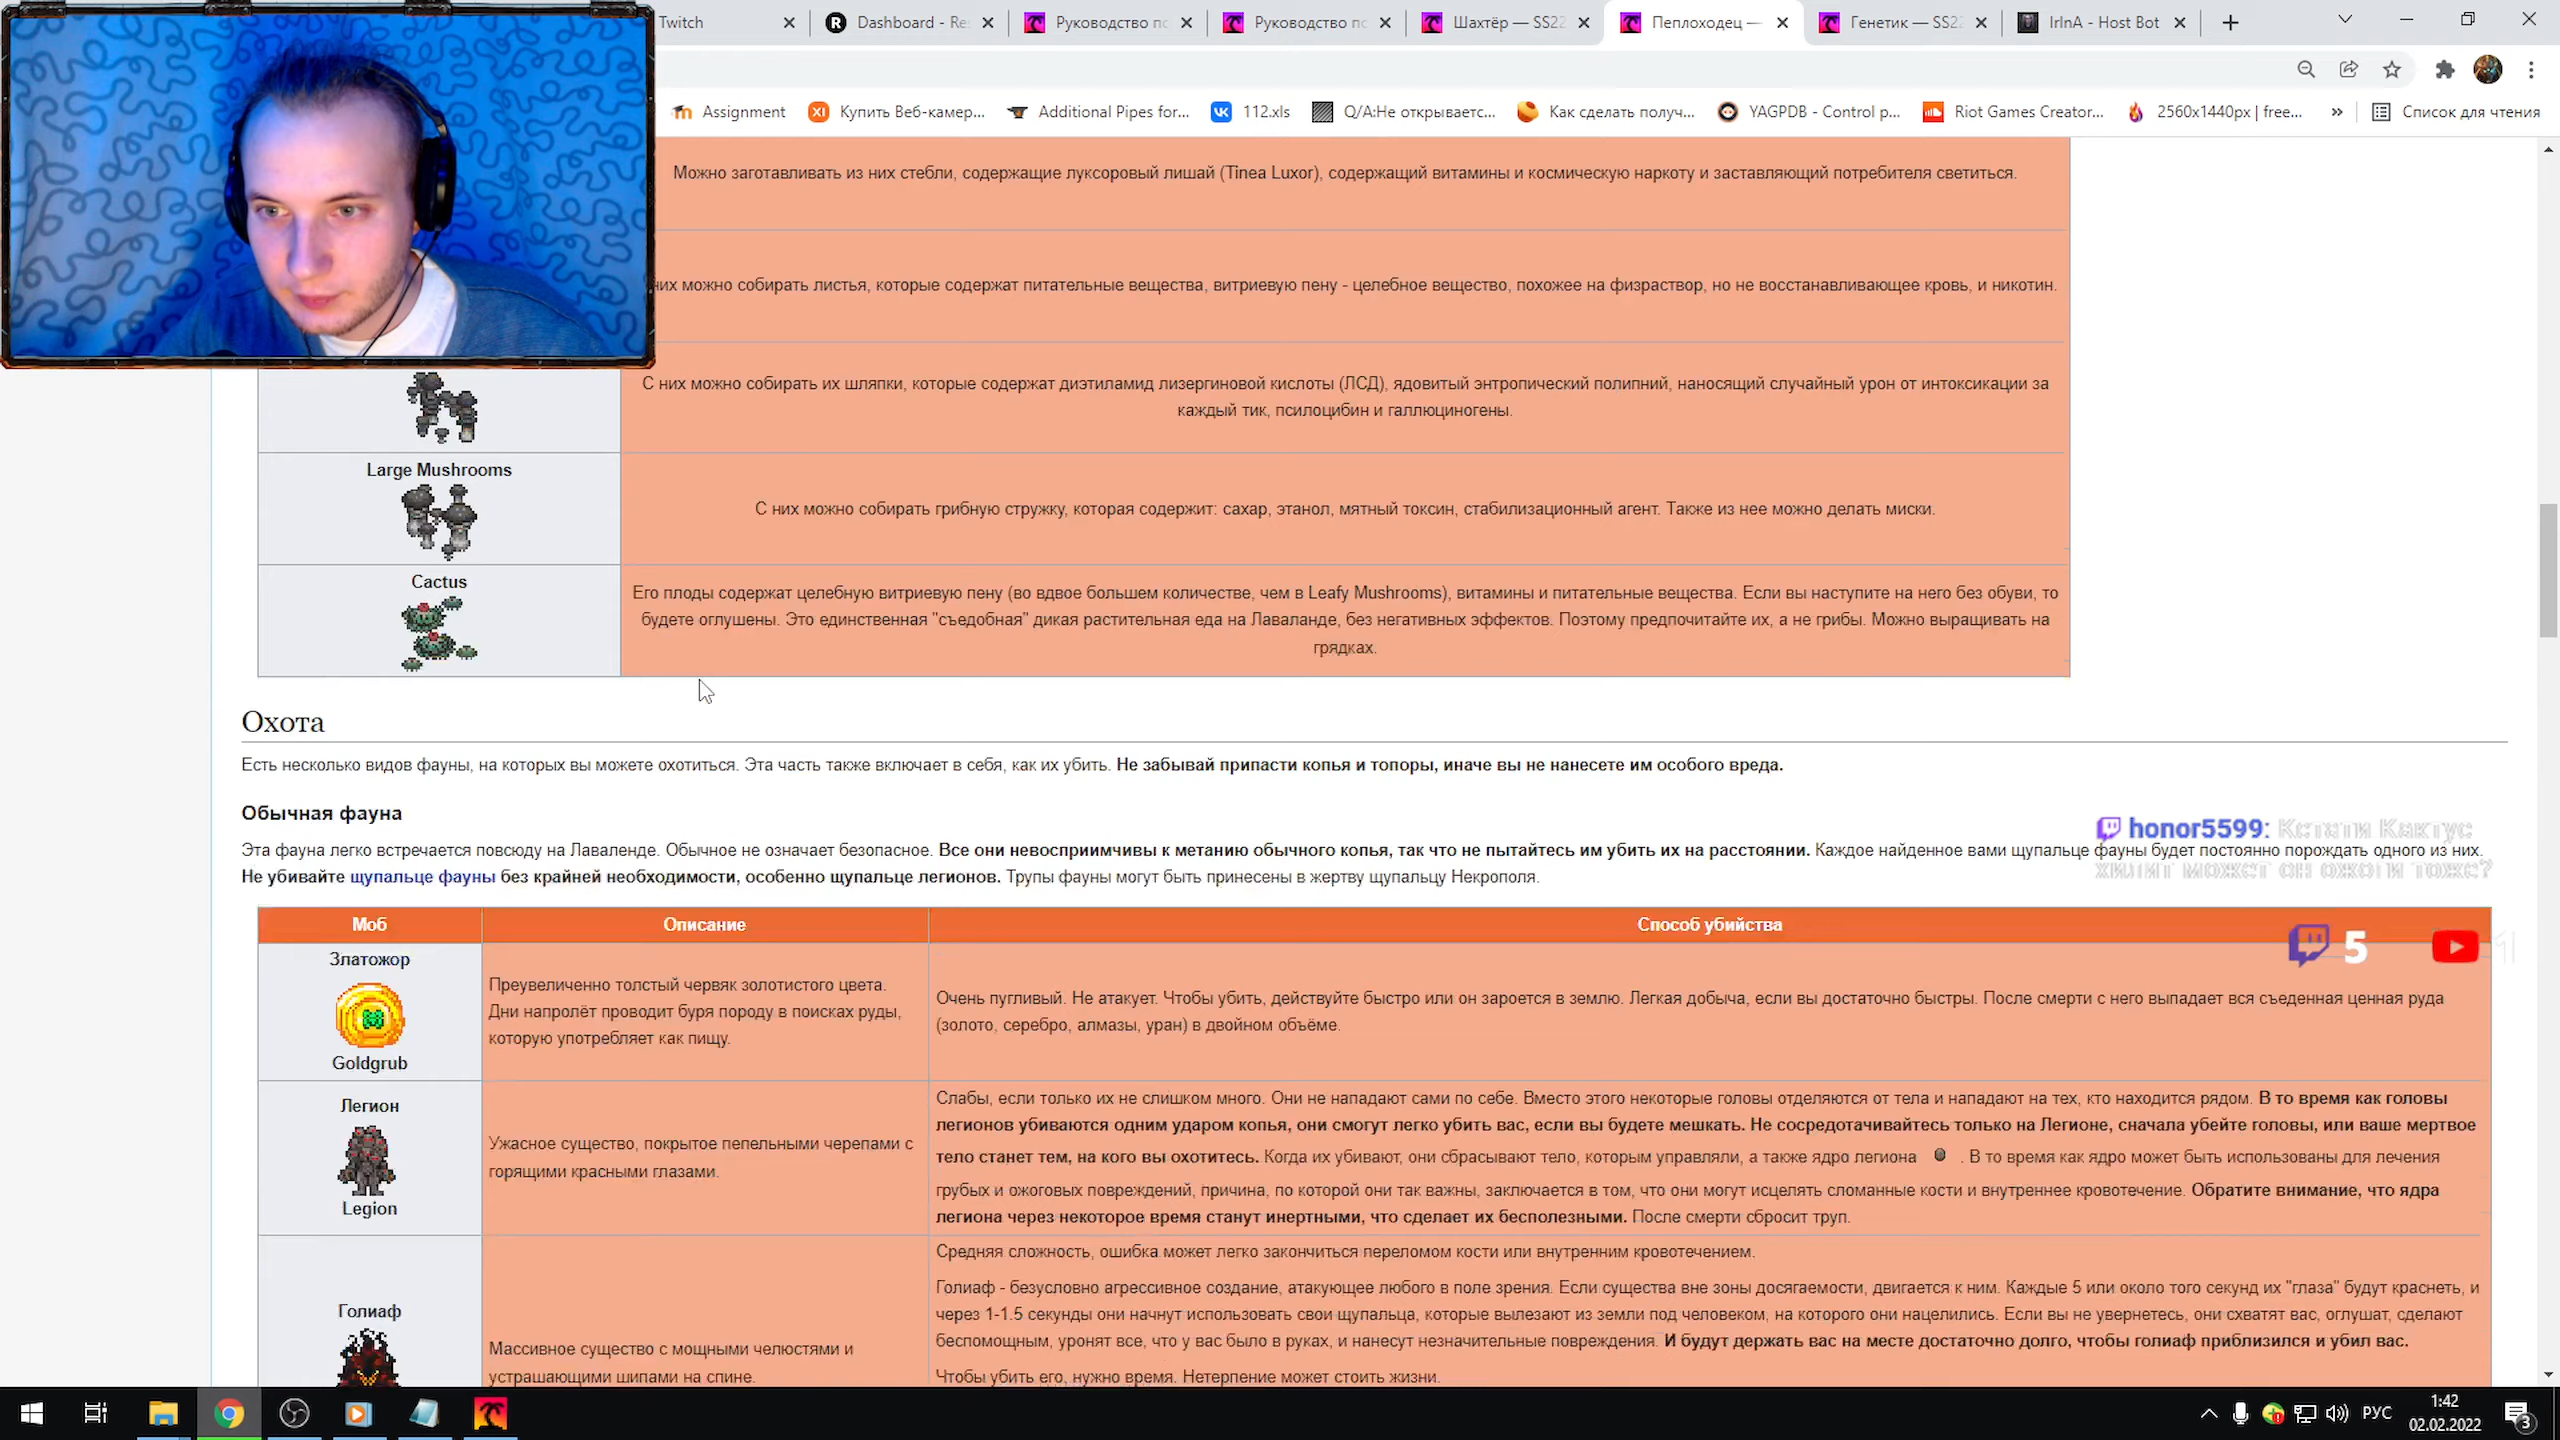 Twitch
Dashboard - Re
Руководство по
Руководство по
Шахтёр — SS22
Пеплоходец —
Генетик — SS22
IrInA - Host Bot
Assignment
Купить Веб-камер...
Additional Pipes for...
112.xls
Q/A:Не открывается...
Как сделать получ...
YAGPDB - Control p...
Riot Games Creator...
2560x1440px | free...
»
Список для чтения
Можно заготавливать из них стебли, содержащие луксоровый лишай (Tinea Luxor), содержащий витамины и космическую наркоту и заставляющий потребителя светиться.
них можно собирать листья, которые содержат питательные вещества, витриевую пену - целебное вещество, похожее на физраствор, но не восстанавливающее кровь, и никотин.
С них можно собирать их шляпки, которые содержат диэтиламид лизергиновой кислоты (ЛСД), ядовитый энтропический полипний, наносящий случайный урон от интоксикации за
каждый тик, псилоцибин и галлюциногены.
Large Mushrooms
С них можно собирать грибную стружку, которая содержит: сахар, этанол, мятный токсин, стабилизационный агент. Также из нее можно делать миски.
Cactus
Его плоды содержат целебную витриевую пену (во вдвое большем количестве, чем в Leafy Mushrooms), витамины и питательные вещества. Если вы наступите на него без обуви, то
будете оглушены. Это единственная "съедобная" дикая растительная еда на Лаваланде, без негативных эффектов. Поэтому предпочитайте их, а не грибы. Можно выращивать на
грядках.
Охота
Есть несколько видов фауны, на которых вы можете охотиться. Эта часть также включает в себя, как их убить. Не забывай припасти копья и топоры, иначе вы не нанесете им особого вреда.
Обычная фауна
honor5599: Кстати Кактус
хилит может он ожоги тоже?
Эта фауна легко встречается повсюду на Лаваленде. Обычное не означает безопасное. Все они невосприимчивы к метанию обычного копья, так что не пытайтесь им убить их на расстоянии. Каждое найденное вами щупальце фауны будет постоянно порождать одного из них.
Не убивайте щупальце фауны без крайней необходимости, особенно щупальце легионов. Трупы фауны могут быть принесены в жертву щупальцу Некрополя.
Моб
Описание
Способ убийства
5
1
Златожор
Goldgrub
Преувеличенно толстый червяк золотистого цвета.
Дни напролёт проводит буря породу в поисках руды,
которую употребляет как пищу.
Очень пугливый. Не атакует. Чтобы убить, действуйте быстро или он зароется в землю. Легкая добыча, если вы достаточно быстры. После смерти с него выпадает вся съеденная ценная руда
(золото, серебро, алмазы, уран) в двойном объёме.
Легион
Legion
Ужасное существо, покрытое пепельными черепами с
горящими красными глазами.
Слабы, если только их не слишком много. Они не нападают сами по себе. Вместо этого некоторые головы отделяются от тела и нападают на тех, кто находится рядом. В то время как головы
легионов убиваются одним ударом копья, они смогут легко убить вас, если вы будете мешкать. Не сосредотачивайтесь только на Легионе, сначала убейте головы, или ваше мертвое
тело станет тем, на кого вы охотитесь. Когда их убивают, они сбрасывают тело, которым управляли, а также ядро легиона . В то время как ядро может быть использованы для лечения
грубых и ожоговых повреждений, причина, по которой они так важны, заключается в том, что они могут исцелять сломанные кости и внутреннее кровотечение. Обратите внимание, что ядра
легиона через некоторое время станут инертными, что сделает их бесполезными. После смерти сбросит труп.
Голиаф
Массивное существо с мощными челюстями и
устрашающими шипами на спине.
Средняя сложность, ошибка может легко закончиться переломом кости или внутренним кровотечением.
Голиаф - безусловно агрессивное создание, атакующее любого в поле зрения. Если существа вне зоны досягаемости, двигается к ним. Каждые 5 или около того секунд их "глаза" будут краснеть, и
через 1-1.5 секунды они начнут использовать свои щупальца, которые вылезают из земли под человеком, на которого они нацелились. Если вы не увернетесь, они схватят вас, оглушат, сделают
беспомощным, уронят все, что у вас было в руках, и нанесут незначительные повреждения. И будут держать вас на месте достаточно долго, чтобы голиаф приблизился и убил вас.
Чтобы убить его, нужно время. Нетерпение может стоить жизни.
РУС
1:42
02.02.2022
3